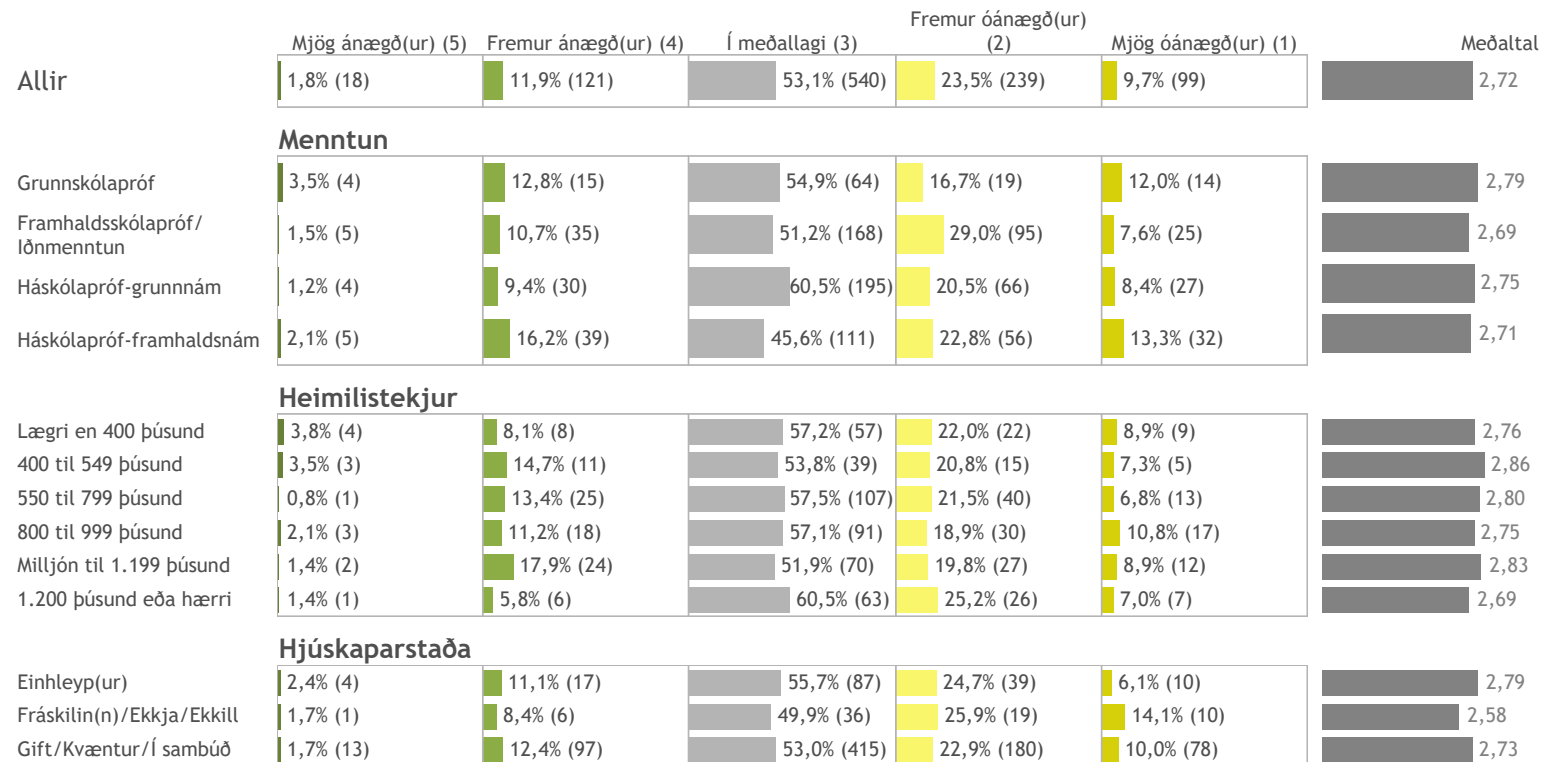 Mjög ánægð(ur) (5) Fremur ánægð(ur) (4) Í meðallagi (3) Fremur óánægð(ur) (2) Mjög óánægð(ur) (1) Meðaltal
Allir 1,8% (18) 11,9% (121) 53,1% (540) 23,5% (239) 9,7% (99) 2,72
Menntun
Grunnskólapróf 3,5% (4) 12,8% (15) 54,9% (64) 16,7% (19) 12,0% (14) 2,79
Framhaldsskólapróf/
Iðnmenntun 1,5% (5) 10,7% (35) 51,2% (168) 29,0% (95) 7,6% (25) 2,69
Háskólapróf-grunnnám 1,2% (4) 9,4% (30) 60,5% (195) 20,5% (66) 8,4% (27) 2,75
Háskólapróf-framhaldsnám 2,1% (5) 16,2% (39) 45,6% (111) 22,8% (56) 13,3% (32) 2,71
Heimilistekjur
Lægri en 400 þúsund 3,8% (4) 8,1% (8) 57,2% (57) 22,0% (22) 8,9% (9) 2,76
400 til 549 þúsund 3,5% (3) 14,7% (11) 53,8% (39) 20,8% (15) 7,3% (5) 2,86
550 til 799 þúsund 0,8% (1) 13,4% (25) 57,5% (107) 21,5% (40) 6,8% (13) 2,80
800 til 999 þúsund 2,1% (3) 11,2% (18) 57,1% (91) 18,9% (30) 10,8% (17) 2,75
Milljón til 1.199 þúsund 1,4% (2) 17,9% (24) 51,9% (70) 19,8% (27) 8,9% (12) 2,83
1.200 þúsund eða hærri 1,4% (1) 5,8% (6) 60,5% (63) 25,2% (26) 7,0% (7) 2,69
Hjúskaparstaða
Einhleyp(ur) 2,4% (4) 11,1% (17) 55,7% (87) 24,7% (39) 6,1% (10) 2,79
Fráskilin(n)/Ekkja/Ekkill 1,7% (1) 8,4% (6) 49,9% (36) 25,9% (19) 14,1% (10) 2,58
Gift/Kvæntur/Í sambúð 1,7% (13) 12,4% (97) 53,0% (415) 22,9% (180) 10,0% (78) 2,73